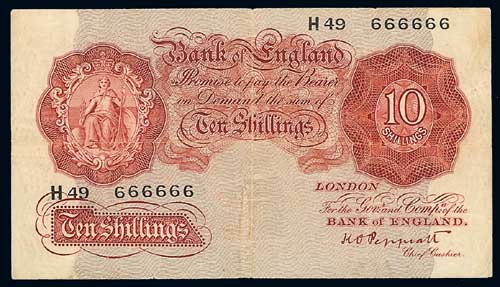 H49 666666
Bank of England
Promise to pay the Bearer
on Demand the sum of
Ten Shillings
10
SHILLINGS
H49 666666
Ten Shillings
LONDON
For the Govr. and Compa. of the
BANK OF ENGLAND.
K O Peppiatt
Chief Cashier.